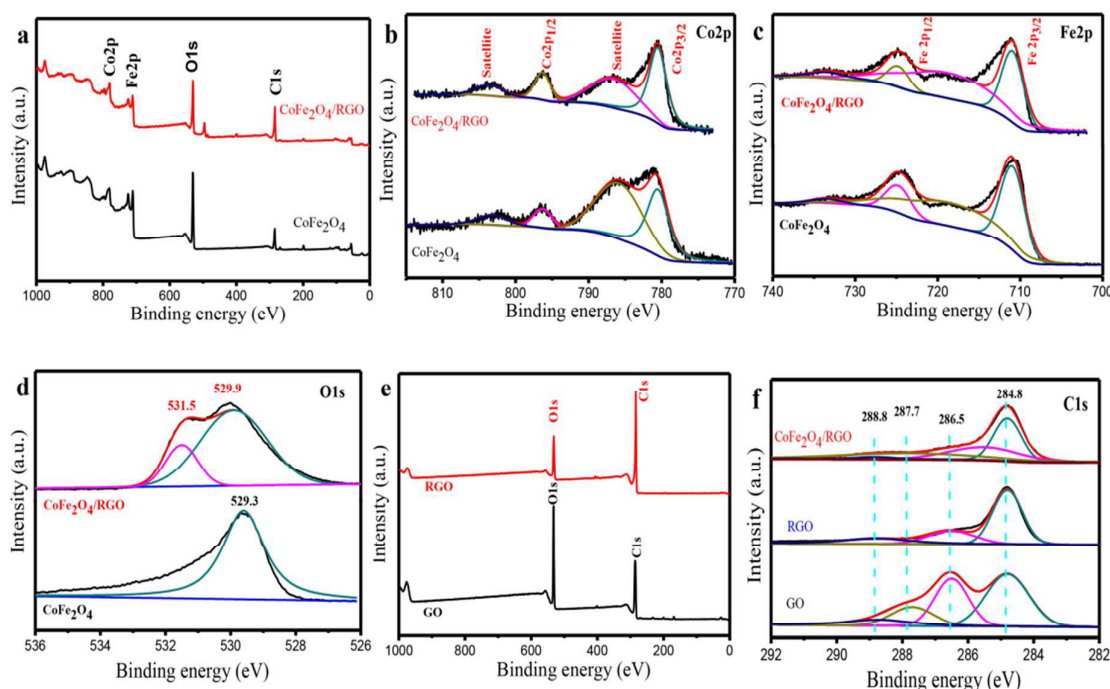 a
Co2p
Fe2p
O1s
C1s
CoFe2O4/RGO
CoFe2O4
Intensity (a.u.)
1000 800 600 400 200 0
Binding energy (eV)
b
Co2p
Satellite
Co2p1/2
Satellite
Co2p3/2
CoFe2O4/RGO
CoFe2O4
Intensity (a.u.)
810 800 790 780 770
Binding energy (eV)
c
Fe2p
Fe 2p1/2
Fe 2p3/2
CoFe2O4/RGO
CoFe2O4
Intensity (a.u.)
740 730 720 710 700
Binding energy (eV)
d
O1s
531.5
529.9
CoFe2O4/RGO
529.3
CoFe2O4
Intensity (a.u.)
536 534 532 530 528 526
Binding energy (eV)
e
C1s
O1s
RGO
O1s
C1s
GO
Intensity (a.u.)
1000 800 600 400 200 0
Binding energy (eV)
f
C1s
288.8 287.7 286.5 284.8
CoFe2O4/RGO
RGO
GO
Intensity (a.u.)
292 290 288 286 284 282
Binding energy (eV)